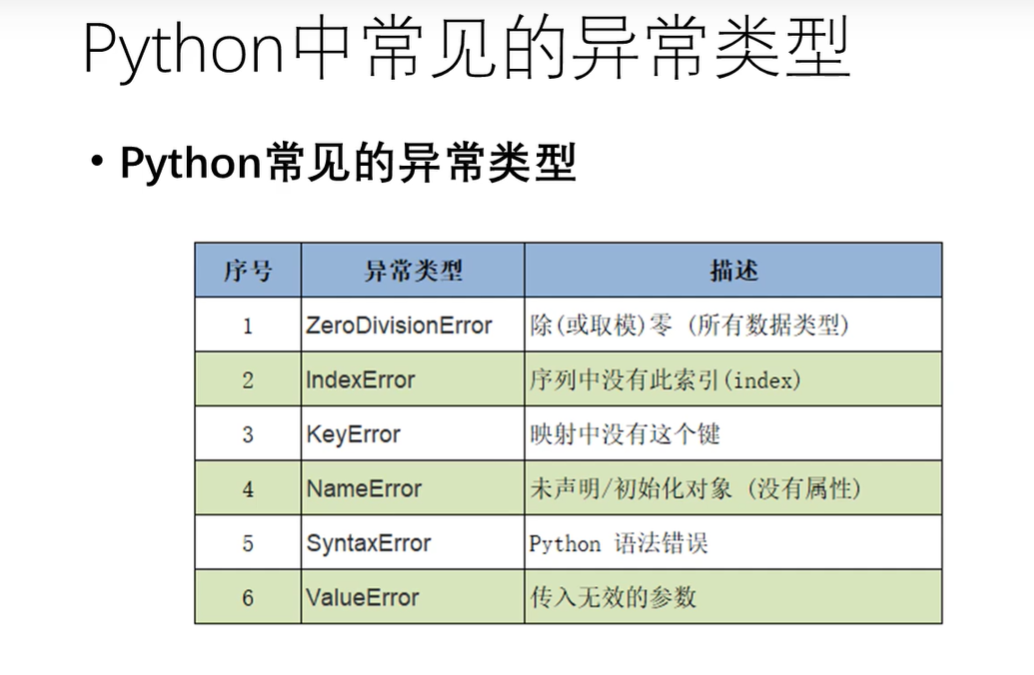 Python中常见的异常类型
• Python常见的异常类型
序号 异常类型 描述
1 ZeroDivisionError 除(或取模)零 (所有数据类型)
2 IndexError 序列中没有此索引(index)
3 KeyError 映射中没有这个键
4 NameError 未声明/初始化对象 (没有属性)
5 SyntaxError Python 语法错误
6 ValueError 传入无效的参数